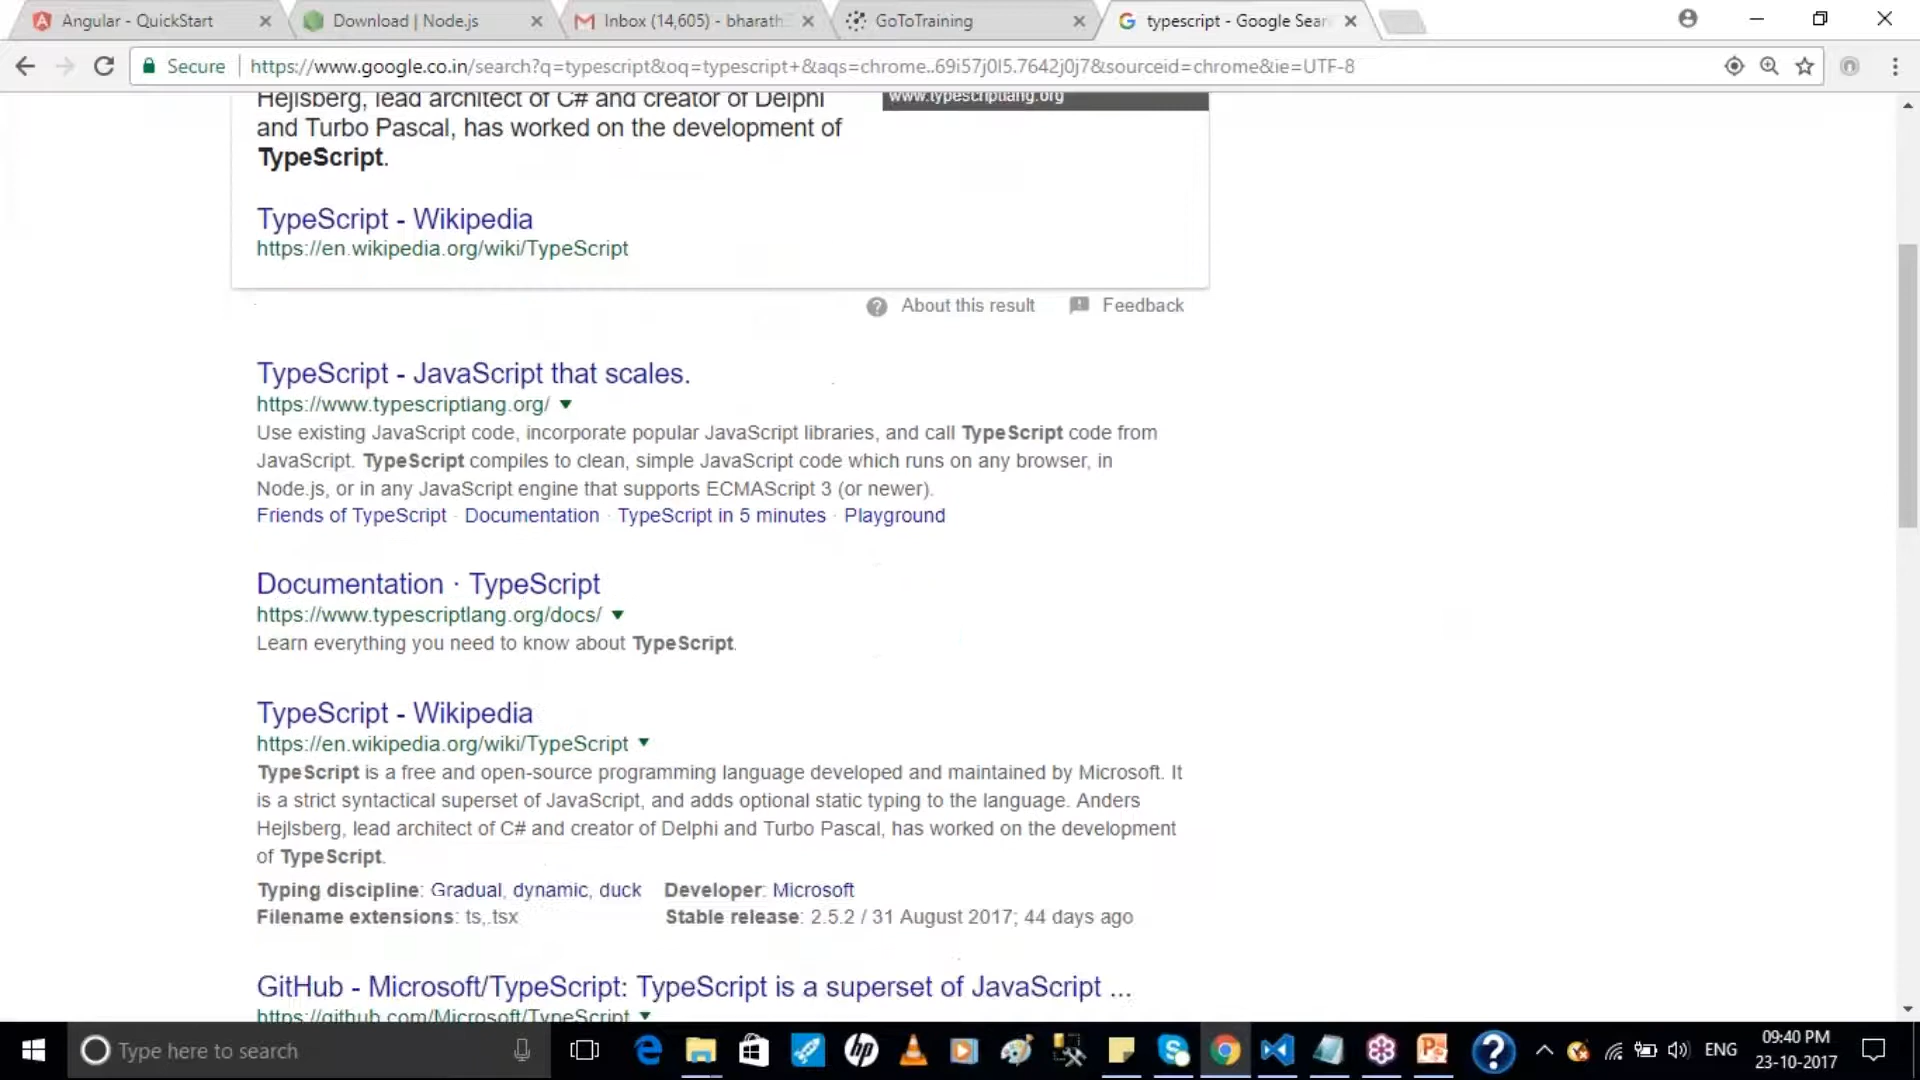 Angular - QuickStart
Download | Node.js
Inbox (14,605) - bharath
GoToTraining
typescript - Google Sear
Secure
https://www.google.co.in/search?q=typescript&oq=typescript+&aqs=chrome..69i57j0l5.7642j0j7&sourceid=chrome&ie=UTF-8
Hejlsberg, lead architect of C# and creator of Delphi
www.typescriptlang.org
and Turbo Pascal, has worked on the development of
TypeScript.
TypeScript - Wikipedia
https://en.wikipedia.org/wiki/TypeScript
About this result
Feedback
TypeScript - JavaScript that scales.
https://www.typescriptlang.org/
Use existing JavaScript code, incorporate popular JavaScript libraries, and call TypeScript code from
JavaScript. TypeScript compiles to clean, simple JavaScript code which runs on any browser, in
Node.js, or in any JavaScript engine that supports ECMAScript 3 (or newer).
Friends of TypeScript · Documentation · TypeScript in 5 minutes · Playground
Documentation · TypeScript
https://www.typescriptlang.org/docs/
Learn everything you need to know about TypeScript.
TypeScript - Wikipedia
https://en.wikipedia.org/wiki/TypeScript
TypeScript is a free and open-source programming language developed and maintained by Microsoft. It
is a strict syntactical superset of JavaScript, and adds optional static typing to the language. Anders
Hejlsberg, lead architect of C# and creator of Delphi and Turbo Pascal, has worked on the development
of TypeScript.
Typing discipline: Gradual, dynamic, duck Developer: Microsoft
Filename extensions: ts,.tsx Stable release: 2.5.2 / 31 August 2017; 44 days ago
GitHub - Microsoft/TypeScript: TypeScript is a superset of JavaScript ...
https://github.com/Microsoft/TypeScript
Type here to search
hp
ENG
09:40 PM
23-10-2017